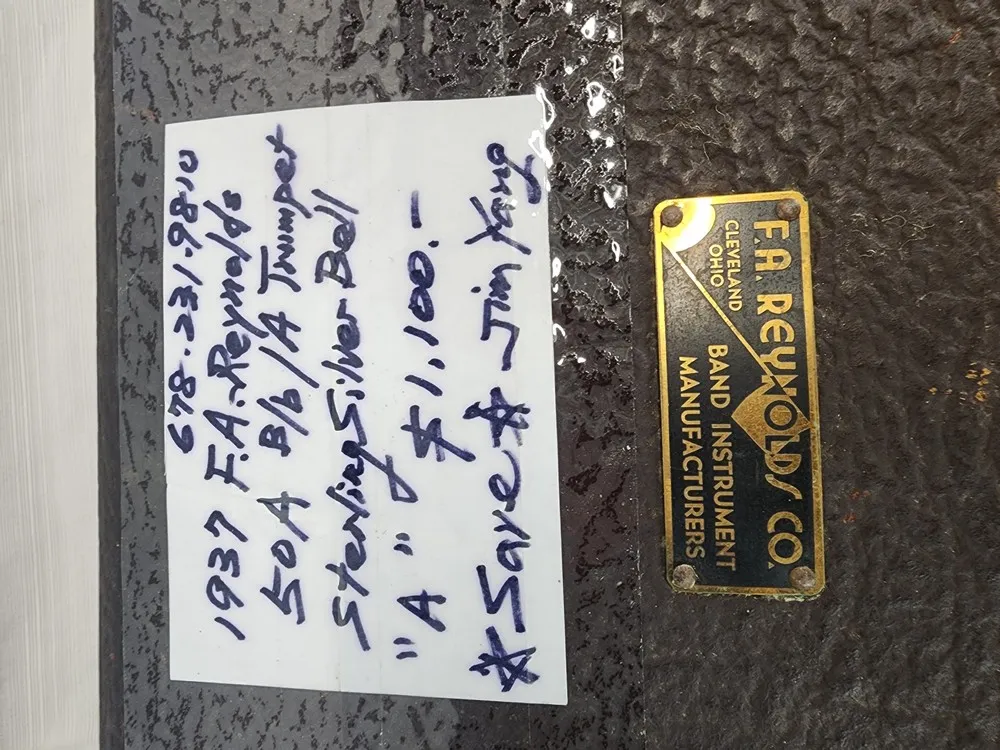 678.231.9810
1937 F.A. Reynolds
50A B/b/A Trumpet
Sterling Silver Bell
"A" $1,100.-
*Save* Jim Yang
F.A. REYNOLDS CO.
CLEVELAND
OHIO
BAND INSTRUMENT
MANUFACTURERS